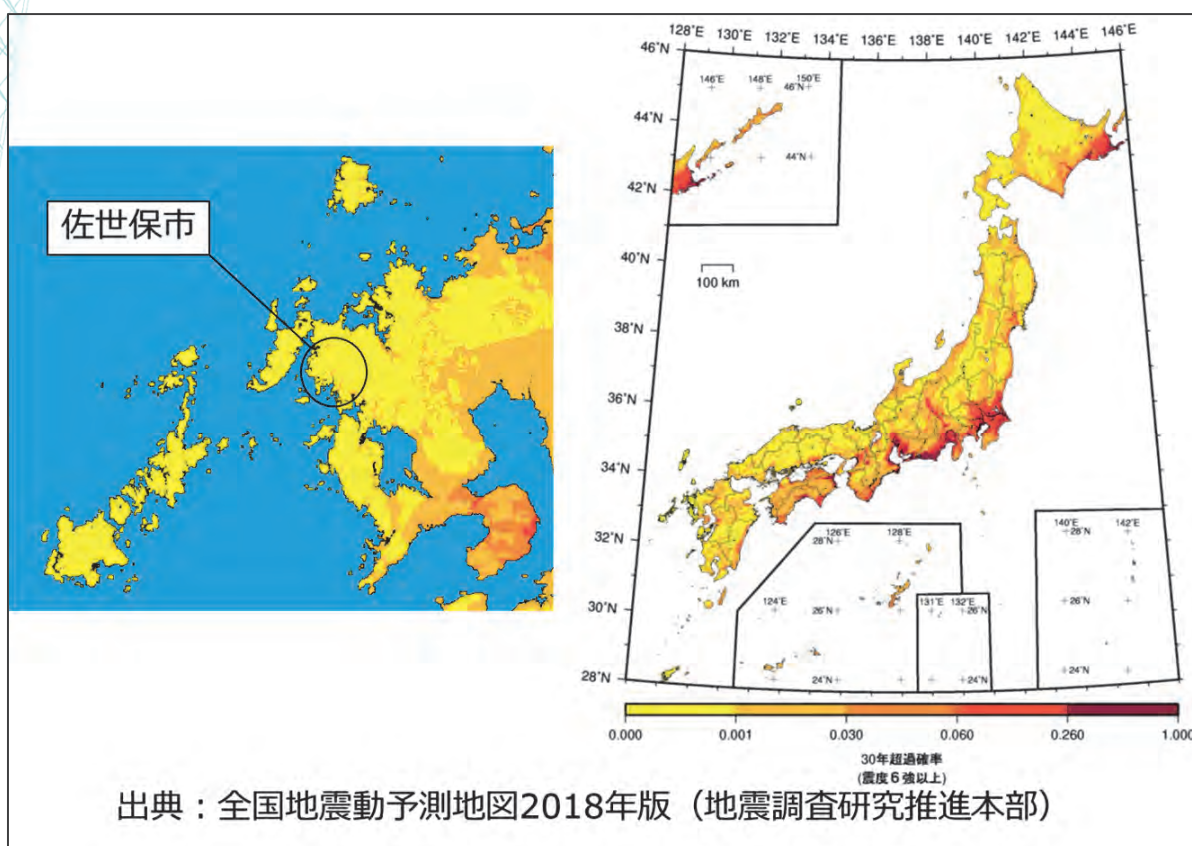 佐世保市
128°E 130°E 132°E 134°E 136°E 138°E 140°E 142°E 144°E 146°E
46°N
146°E 148°E 150°E
46°N
44°N
44°N
42°N
40°N
100 km
38°N
36°N
34°N
32°N
126°E 128°E
28°N
140°E 142°E
28°N
30°N
124°E
26°N
131°E 132°E
26°N
26°N
28°N
24°N
24°N
24°N
0.000 0.001 0.030 0.060 0.260 1.000
30年超過確率
(震度6強以上)
出典：全国地震動予測地図2018年版（地震調査研究推進本部）